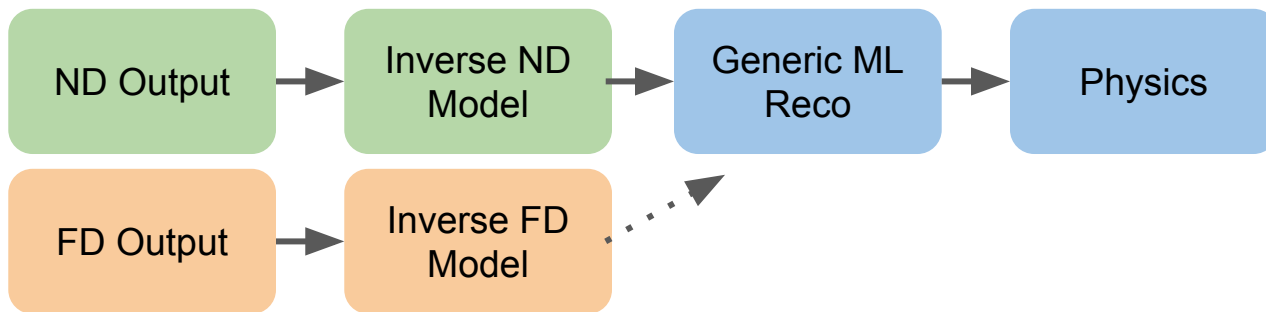 ND Output
Inverse ND
Model
Generic ML
Reco
Physics
FD Output
Inverse FD
Model